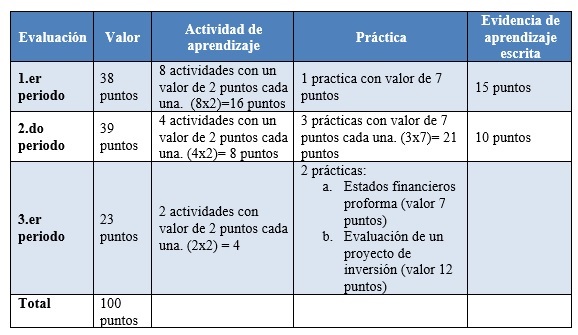 Evaluación Valor Actividad de aprendizaje Práctica Evidencia de aprendizaje escrita
1.er periodo 38 puntos 8 actividades con un valor de 2 puntos cada una. (8x2)=16 puntos 1 practica con valor de 7 puntos 15 puntos
2.do periodo 39 puntos 4 actividades con un valor de 2 puntos cada una. (4x2)= 8 puntos 3 prácticas con valor de 7 puntos cada una. (3x7)= 21 puntos 10 puntos
3.er periodo 23 puntos 2 actividades con valor de 2 puntos cada una. (2x2) = 4 2 prácticas:
a. Estados financieros proforma (valor 7 puntos)
b. Evaluación de un proyecto de inversión (valor 12 puntos)
Total 100 puntos